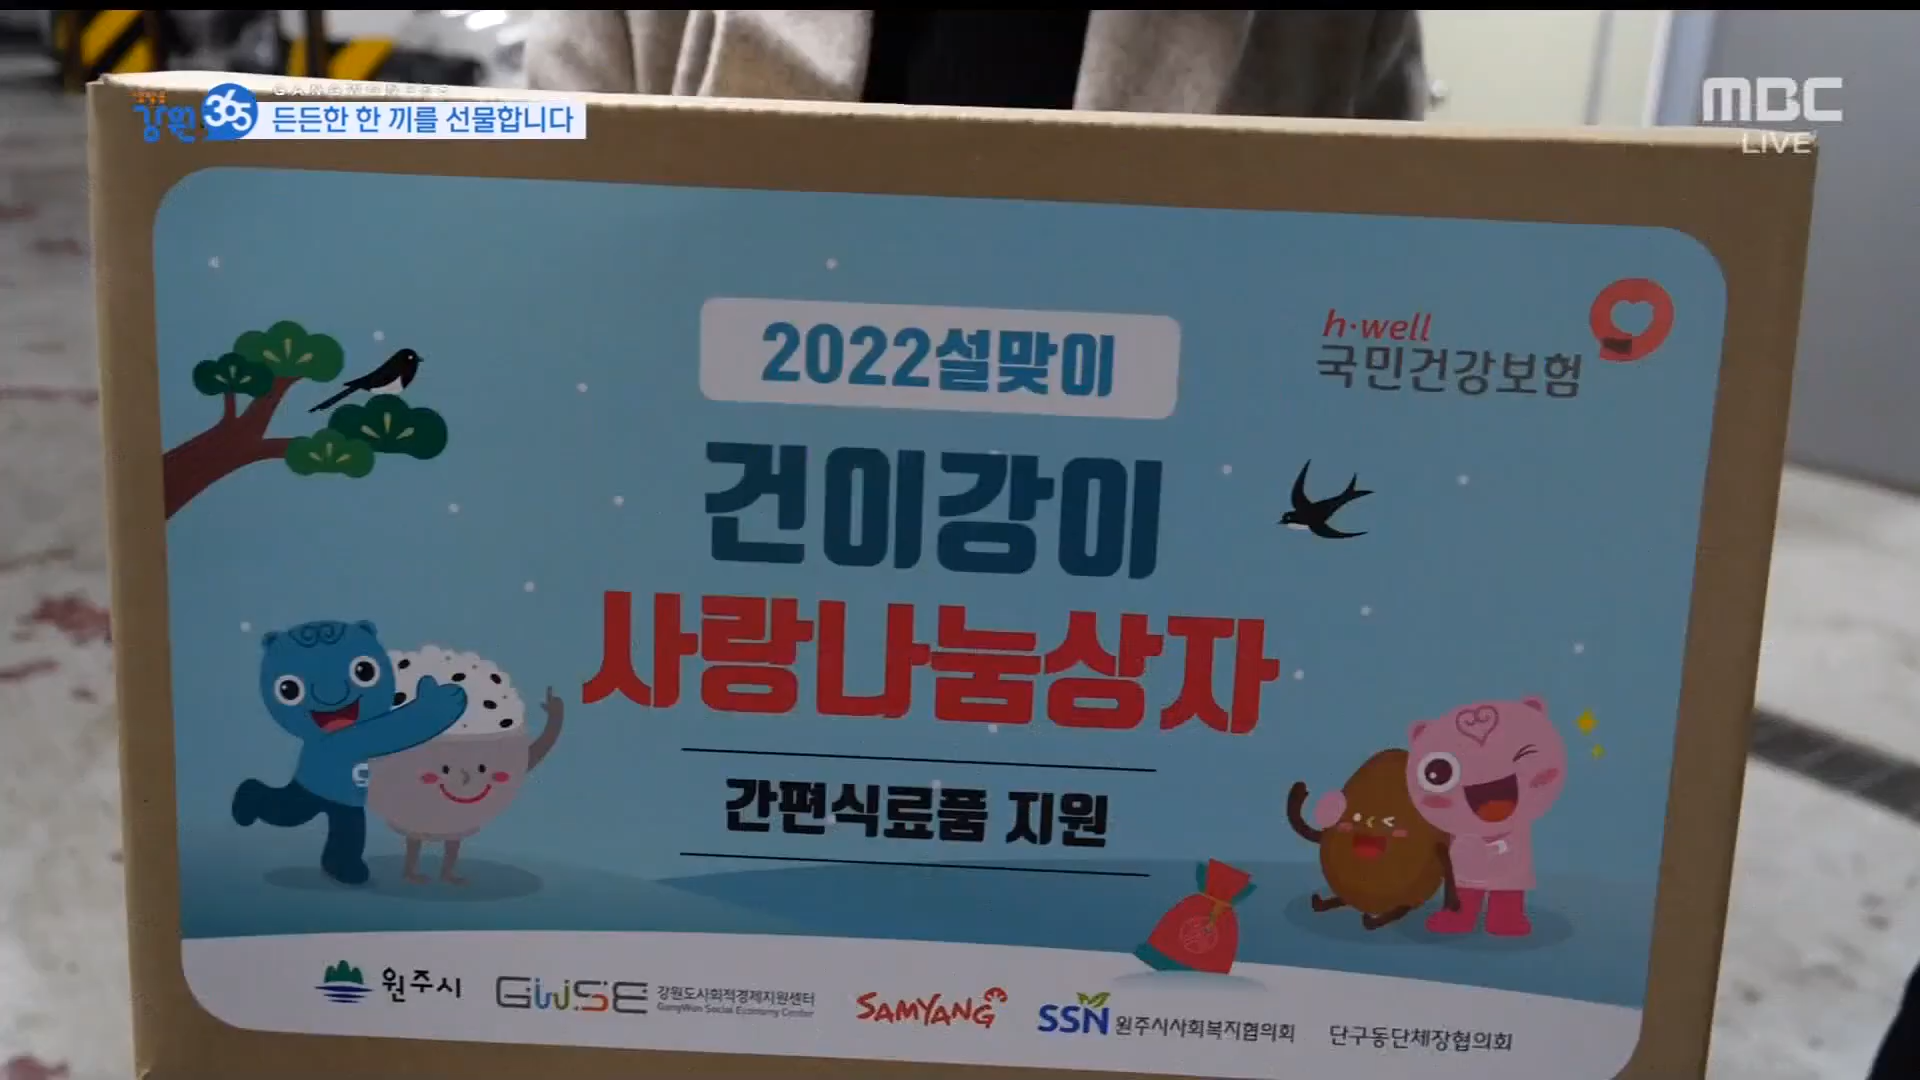 강원 365
든든한 한 끼를 선물합니다
MBC
LIVE
2022설맞이
h·well
국민건강보험
건이강이
사랑나눔상자
간편식료품 지원
원주시
GWSE 강원도사회적경제지원센터
GangWon Social Economy Center
SAMYANG
SSN 원주시사회복지협의회
단구동단체장협의회